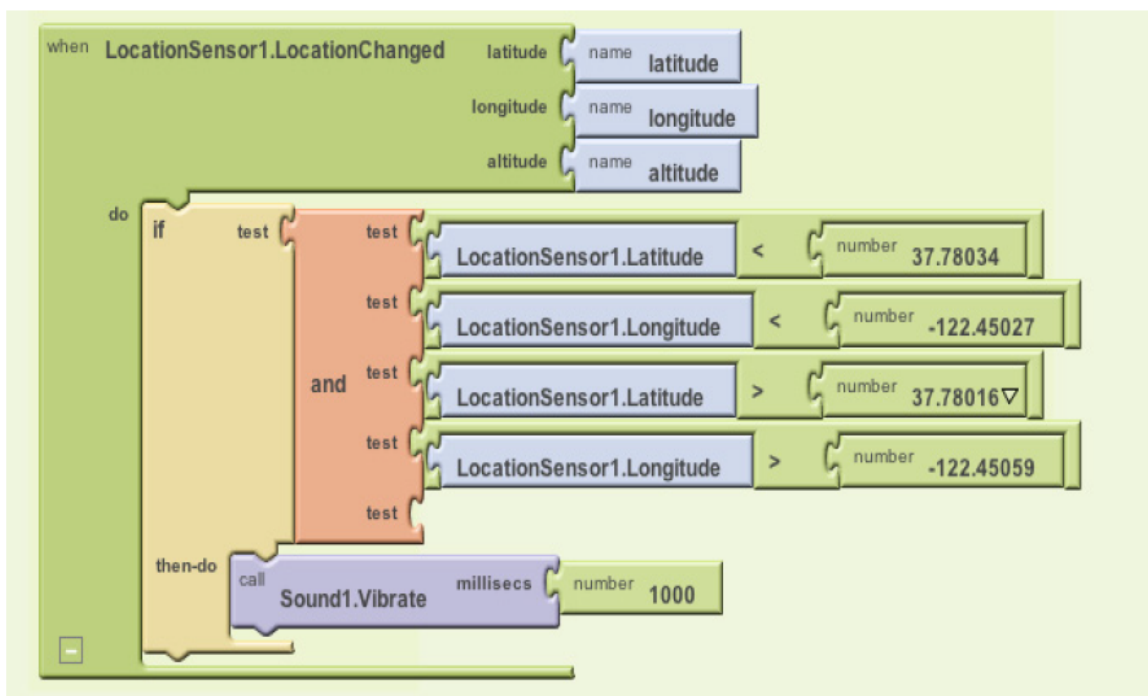 when LocationSensor1.LocationChanged latitude name latitude
longitude name longitude
altitude name altitude
do if test and test LocationSensor1.Latitude < number 37.78034
test LocationSensor1.Longitude < number -122.45027
test LocationSensor1.Latitude > number 37.78016
test LocationSensor1.Longitude > number -122.45059
test
then-do call Sound1.Vibrate millisecs number 1000